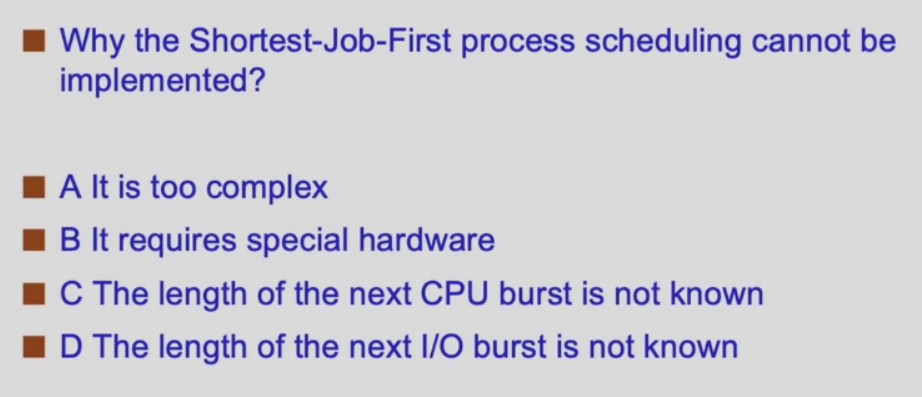 Why the Shortest-Job-First process scheduling cannot be
implemented?
A It is too complex
B It requires special hardware
C The length of the next CPU burst is not known
D The length of the next I/O burst is not known